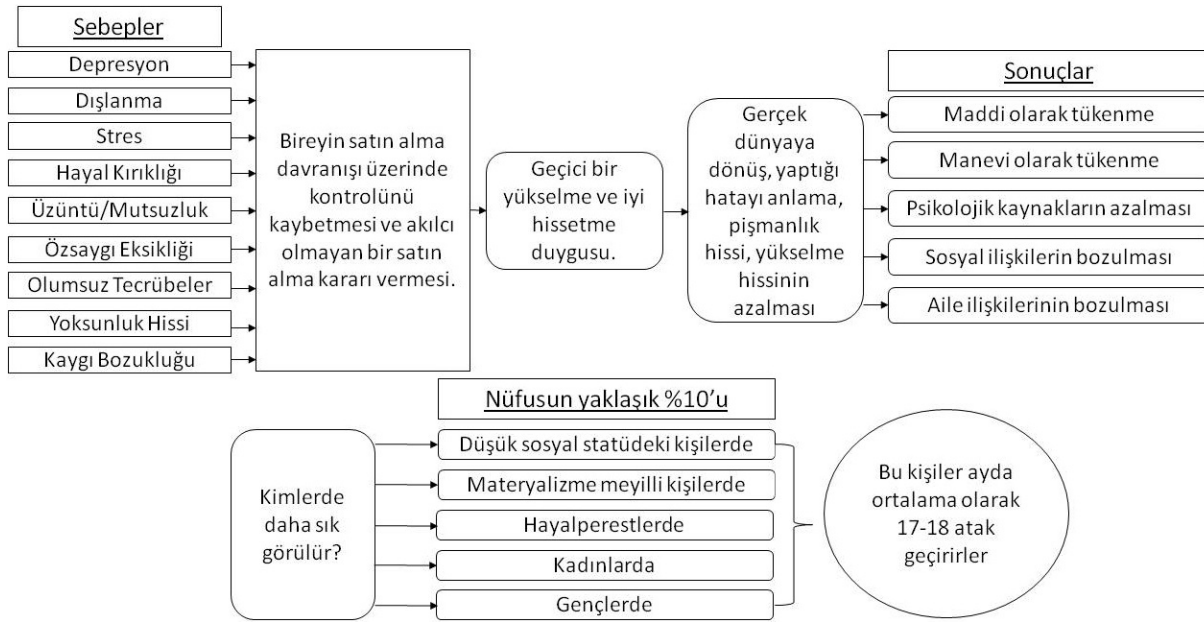 Sebepler
Depresyon
Dışlanma
Stres
Hayal Kırıklığı
Üzüntü/Mutsuzluk
Özsaygı Eksikliği
Olumsuz Tecrübeler
Yoksunluk Hissi
Kaygı Bozukluğu
Bireyin satın alma
davranışı üzerinde
kontrolünü
kaybetmesi ve akılcı
olmayan bir satın
alma kararı vermesi.
Geçici bir
yükselme ve iyi
hissetme
duygusu.
Gerçek
dünyaya
dönüş, yaptığı
hatayı anlama,
pişmanlık
hissi, yükselme
hissinin
azalması
Sonuçlar
Maddi olarak tükenme
Manevi olarak tükenme
Psikolojik kaynakların azalması
Sosyal ilişkilerin bozulması
Aile ilişkilerinin bozulması
Kimlerde
daha sık
görülür?
Nüfusun yaklaşık %10’u
Düşük sosyal statüdeki kişilerde
Materyalizme meyilli kişilerde
Hayalperestlerde
Kadınlarda
Gençlerde
Bu kişiler ayda
ortalama olarak
17-18 atak
geçirirler